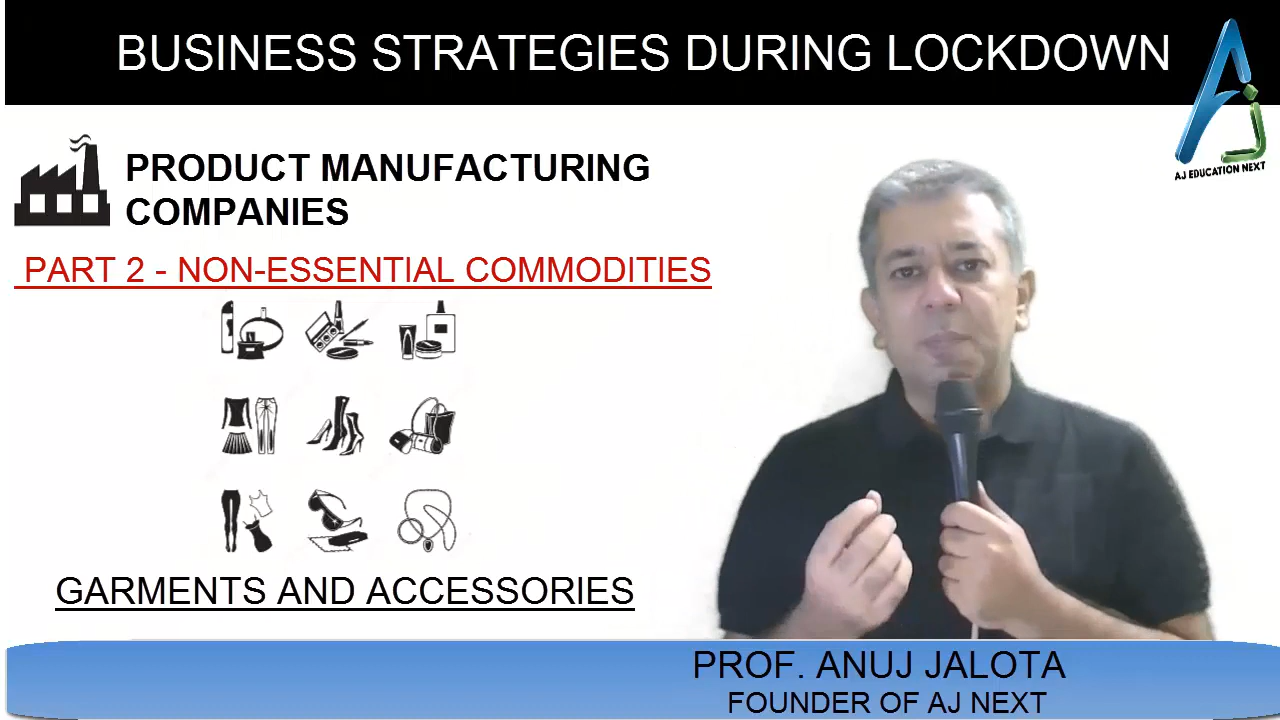 BUSINESS STRATEGIES DURING LOCKDOWN
AJ EDUCATION NEXT
PRODUCT MANUFACTURING
COMPANIES
PART 2 - NON-ESSENTIAL COMMODITIES
GARMENTS AND ACCESSORIES
PROF. ANUJ JALOTA
FOUNDER OF AJ NEXT